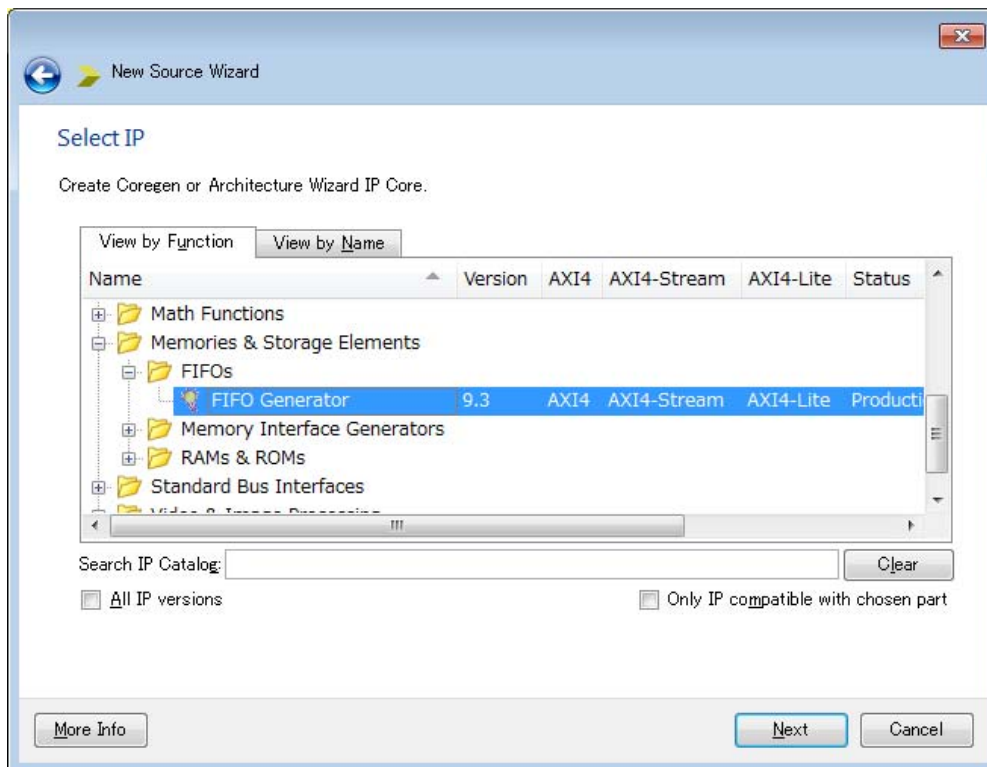 New Source Wizard
Select IP
Create Coregen or Architecture Wizard IP Core.
View by Function View by Name
Name Version AXI4 AXI4-Stream AXI4-Lite Status
Math Functions
Memories & Storage Elements
FIFOs
FIFO Generator 9.3 AXI4 AXI4-Stream AXI4-Lite Producti
Memory Interface Generators
RAMs & ROMs
Standard Bus Interfaces
Video & Image Processing
Search IP Catalog: Clear
All IP versions Only IP compatible with chosen part
More Info Next Cancel